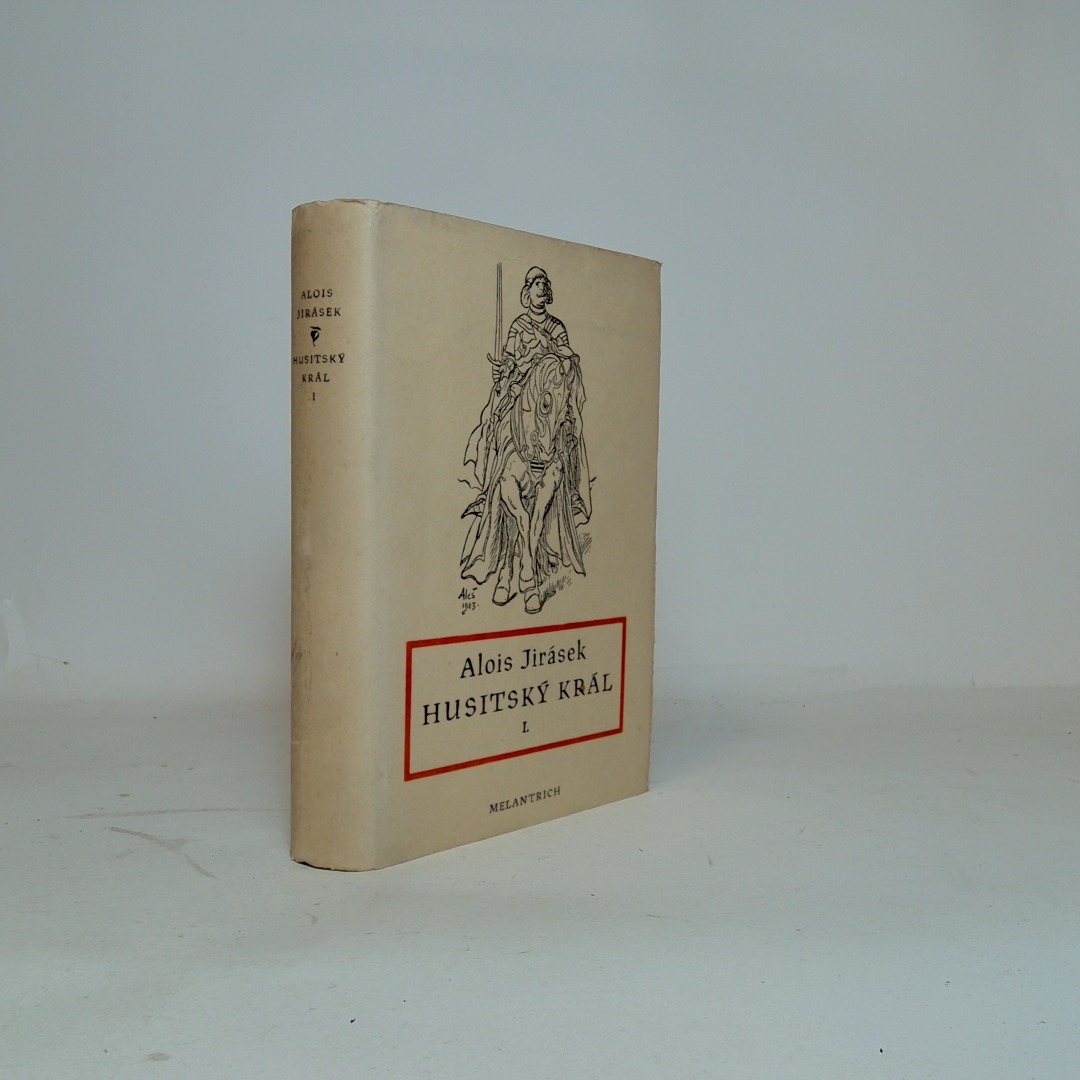 ALOIS
JIRÁSEK
HUSITSKÝ
KRÁL
I
Aleš
1903.
Alois Jirásek
HUSITSKÝ KRÁL
I.
MELANTRICH